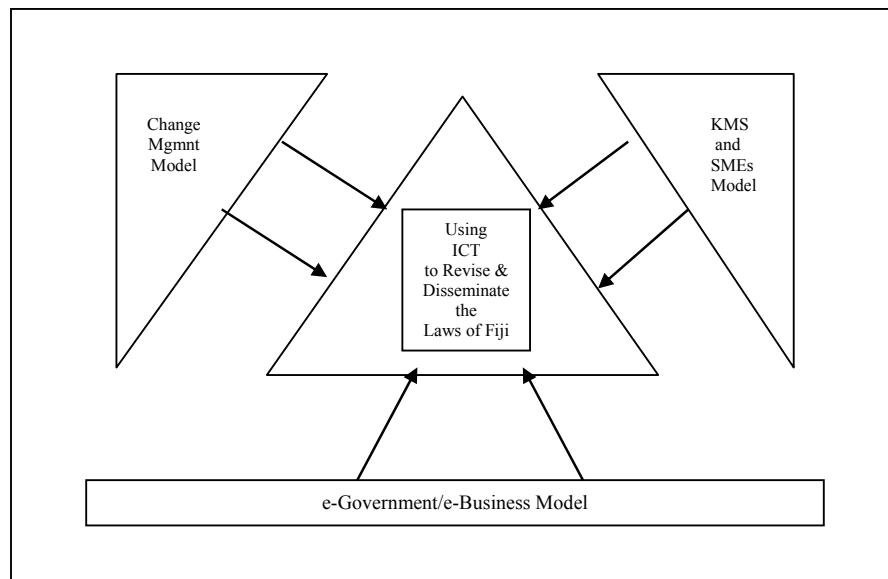 Change
Mgmnt
Model
KMS
and
SMEs
Model
Using
ICT
to Revise &
Disseminate
the
Laws of Fiji
e-Government/e-Business Model